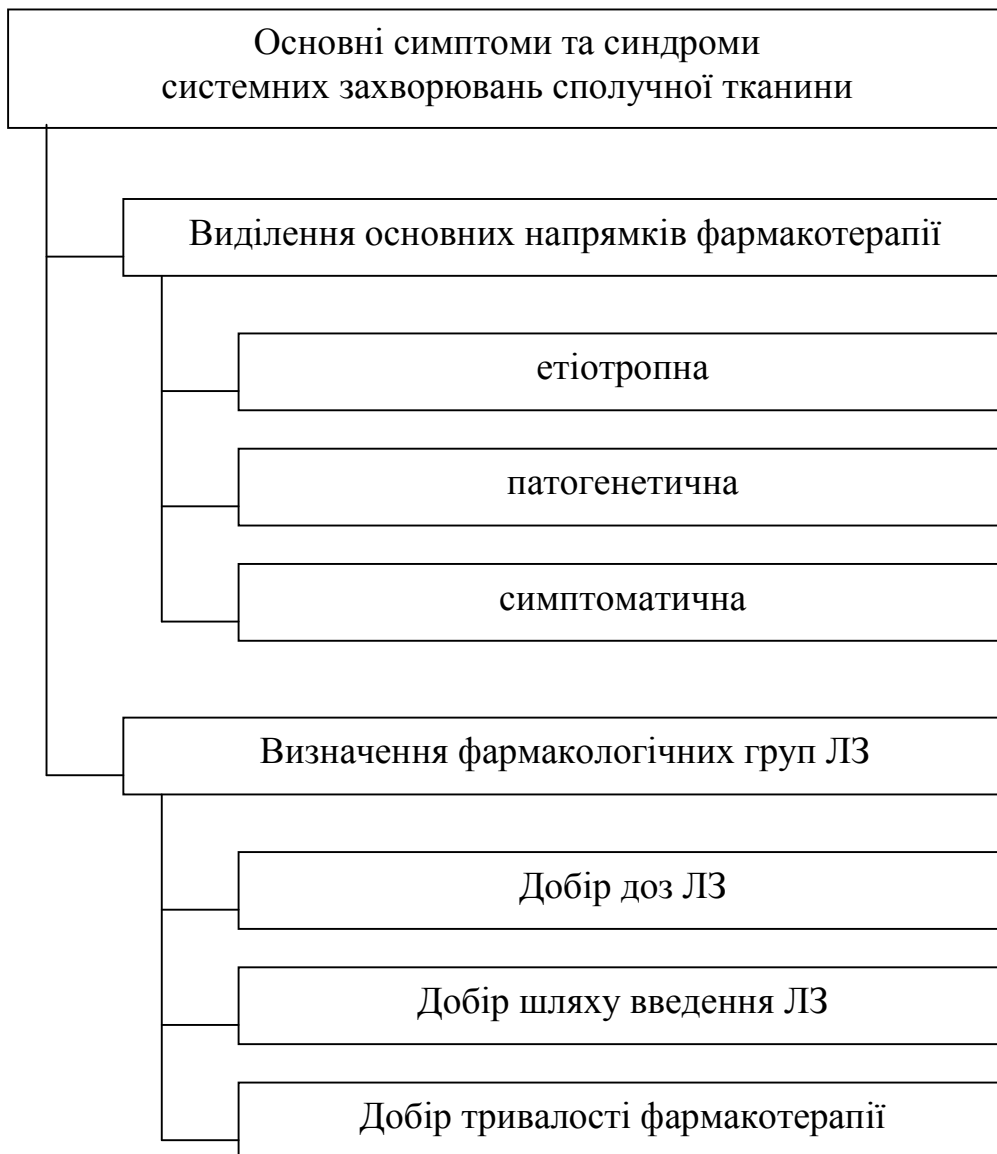 Основні симптоми та синдроми
системних захворювань сполучної тканини
Виділення основних напрямків фармакотерапії
етіотропна
патогенетична
симптоматична
Визначення фармакологічних груп ЛЗ
Добір доз ЛЗ
Добір шляху введення ЛЗ
Добір тривалості фармакотерапії